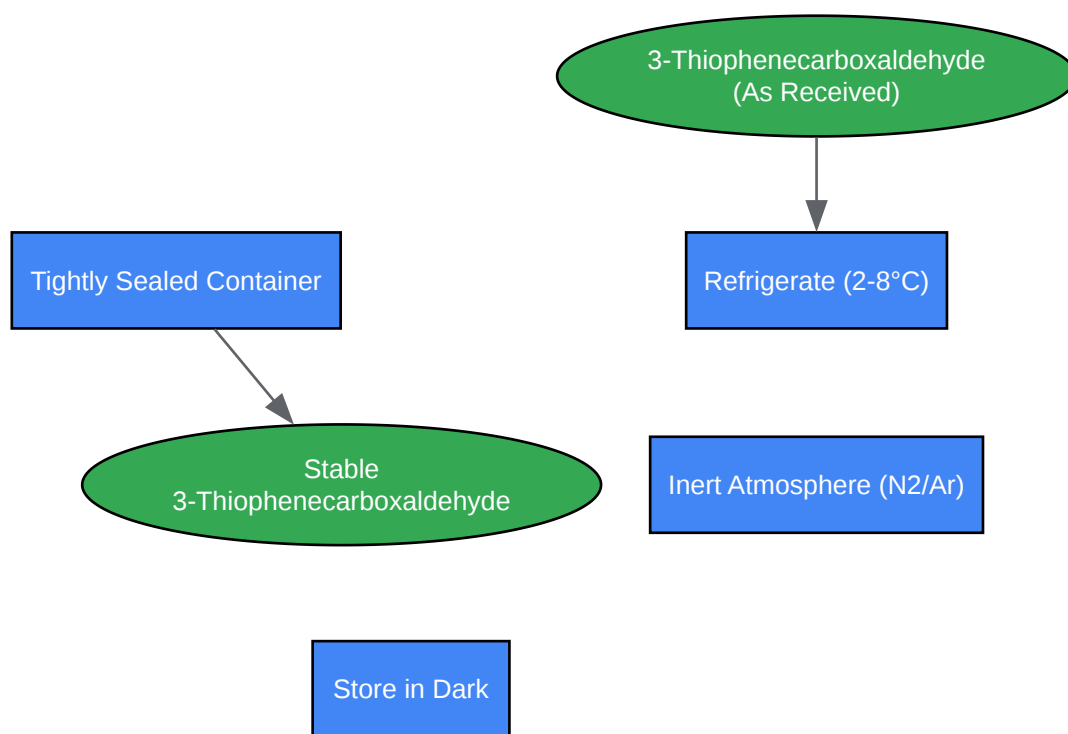 3-Thiophenecarboxaldehyde
(As Received)
Tightly Sealed Container
Refrigerate (2-8°C)
Stable
3-Thiophenecarboxaldehyde
Inert Atmosphere (N2/Ar)
Store in Dark